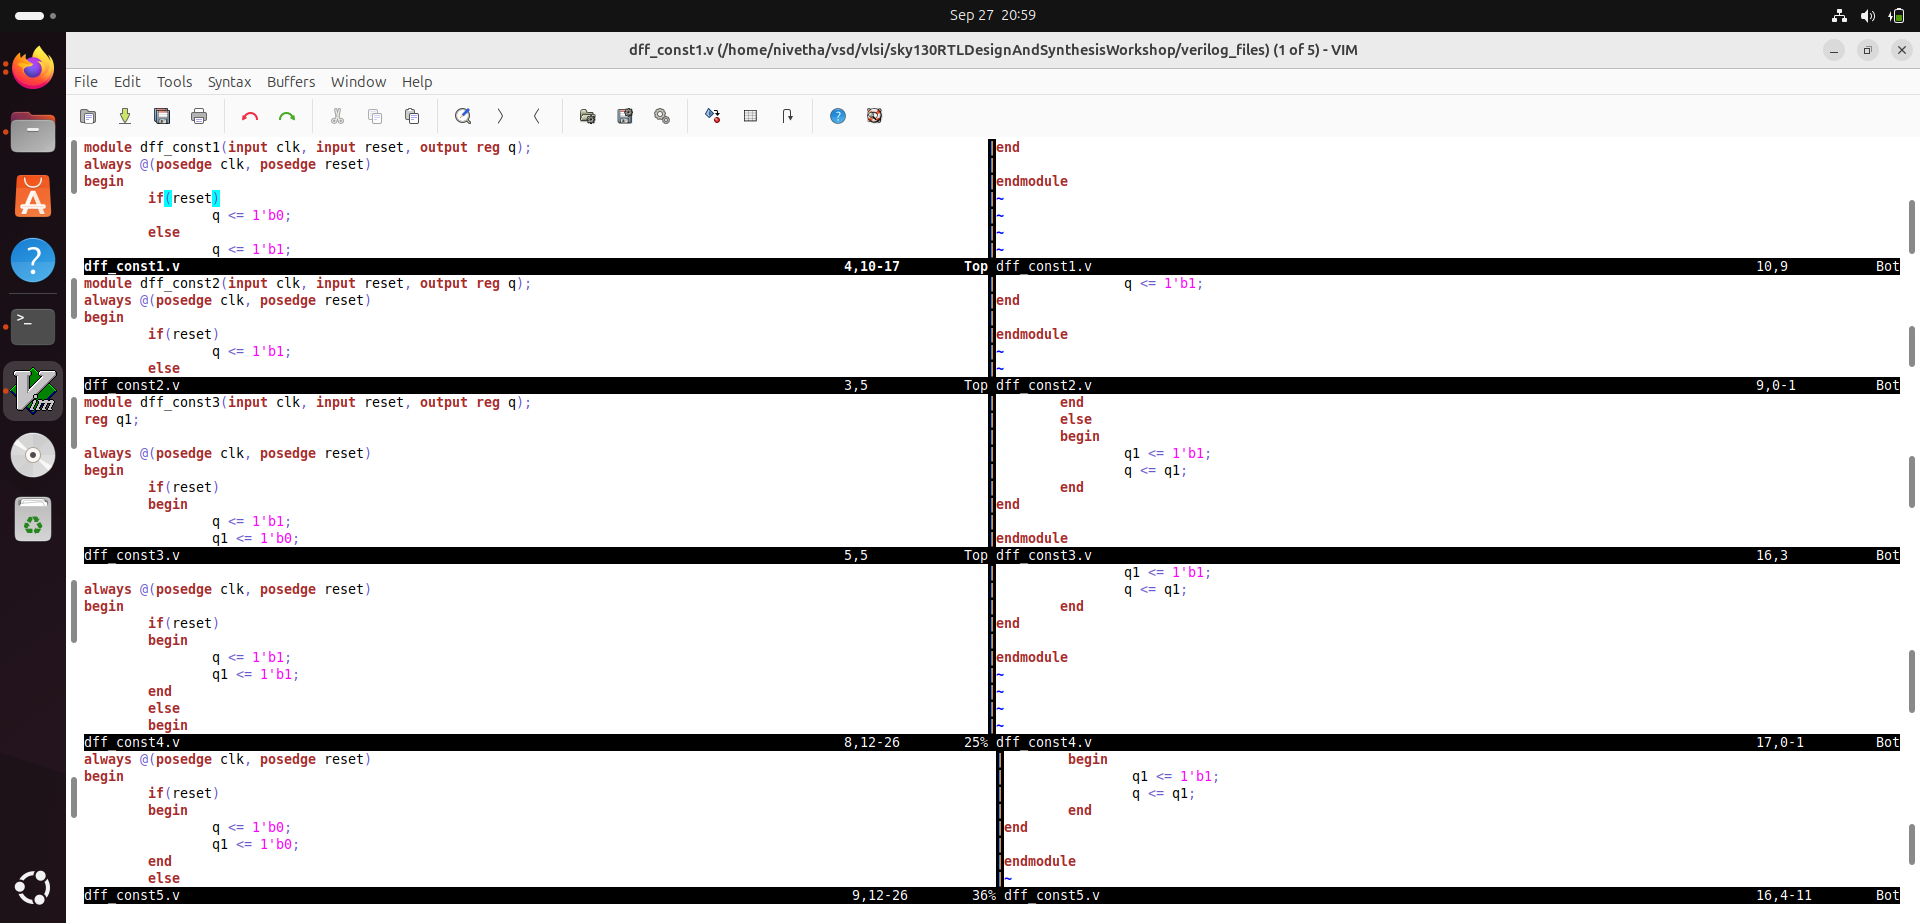 Sep 27 20:59
dff_const1.v (/home/nivetha/vsd/vlsi/sky130RTLDesignAndSynthesisWorkshop/verilog_files) (1 of 5) - VIM
File Edit Tools Syntax Buffers Window Help
module dff_const1(input clk, input reset, output reg q);
always @(posedge clk, posedge reset)
begin
if(reset)
q <= 1'b0;
else
q <= 1'b1;
dff_const1.v 4,10-17 Top
end
endmodule
~
~
~
~
dff_const1.v 10,9 Bot
module dff_const2(input clk, input reset, output reg q);
always @(posedge clk, posedge reset)
begin
if(reset)
q <= 1'b1;
else
dff_const2.v 3,5 Top
q <= 1'b1;
end
endmodule
~
~
dff_const2.v 9,0-1 Bot
module dff_const3(input clk, input reset, output reg q);
reg q1;
always @(posedge clk, posedge reset)
begin
if(reset)
begin
q <= 1'b1;
q1 <= 1'b0;
dff_const3.v 5,5 Top
end
else
begin
q1 <= 1'b1;
q <= q1;
end
end
endmodule
dff_const3.v 16,3 Bot
always @(posedge clk, posedge reset)
begin
if(reset)
begin
q <= 1'b1;
q1 <= 1'b1;
end
else
begin
dff_const4.v 8,12-26 25%
q1 <= 1'b1;
q <= q1;
end
end
endmodule
~
~
~
~
dff_const4.v 17,0-1 Bot
always @(posedge clk, posedge reset)
begin
if(reset)
begin
q <= 1'b0;
q1 <= 1'b0;
end
else
dff_const5.v 9,12-26 36%
begin
q1 <= 1'b1;
q <= q1;
end
end
endmodule
~
dff_const5.v 16,4-11 Bot